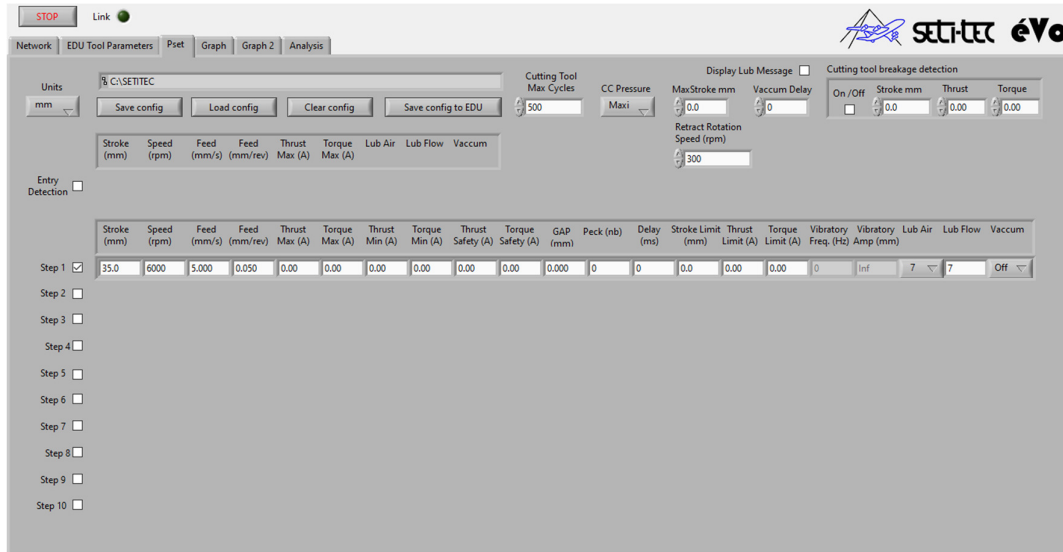 STOP Link SETI-TEC éVo
Network EDU Tool Parameters Pset Graph Graph 2 Analysis
Units
mm
C:\SETITEC
Save config Load config Clear config Save config to EDU
Cutting Tool
Max Cycles
500
CC Pressure
Maxi
Display Lub Message
MaxStroke mm
0.0
Vaccum Delay
0
Retract Rotation
Speed (rpm)
300
Cutting tool breakage detection
On /Off Stroke mm Thrust Torque
0.0 0.00 0.00
Stroke Speed Feed Feed Thrust Torque Lub Air Lub Flow Vaccum
(mm) (rpm) (mm/s) (mm/rev) Max (A) Max (A)
Entry
Detection
Stroke Speed Feed Feed Thrust Torque Thrust Torque Thrust Torque GAP Peck (nb) Delay Stroke Limit Thrust Torque Vibratory Vibratory Lub Air Lub Flow Vaccum
(mm) (rpm) (mm/s) (mm/rev) Max (A) Max (A) Min (A) Min (A) Safety (A) Safety (A) (mm) (ms) (mm) Limit (A) Limit (A) Freq. (Hz) Amp (mm)
Step 1 35.0 6000 5.000 0.050 0.00 0.00 0.00 0.00 0.00 0.00 0.000 0 0 0.0 0.00 0.00 0 Inf 7 7 Off
Step 2
Step 3
Step 4
Step 5
Step 6
Step 7
Step 8
Step 9
Step 10